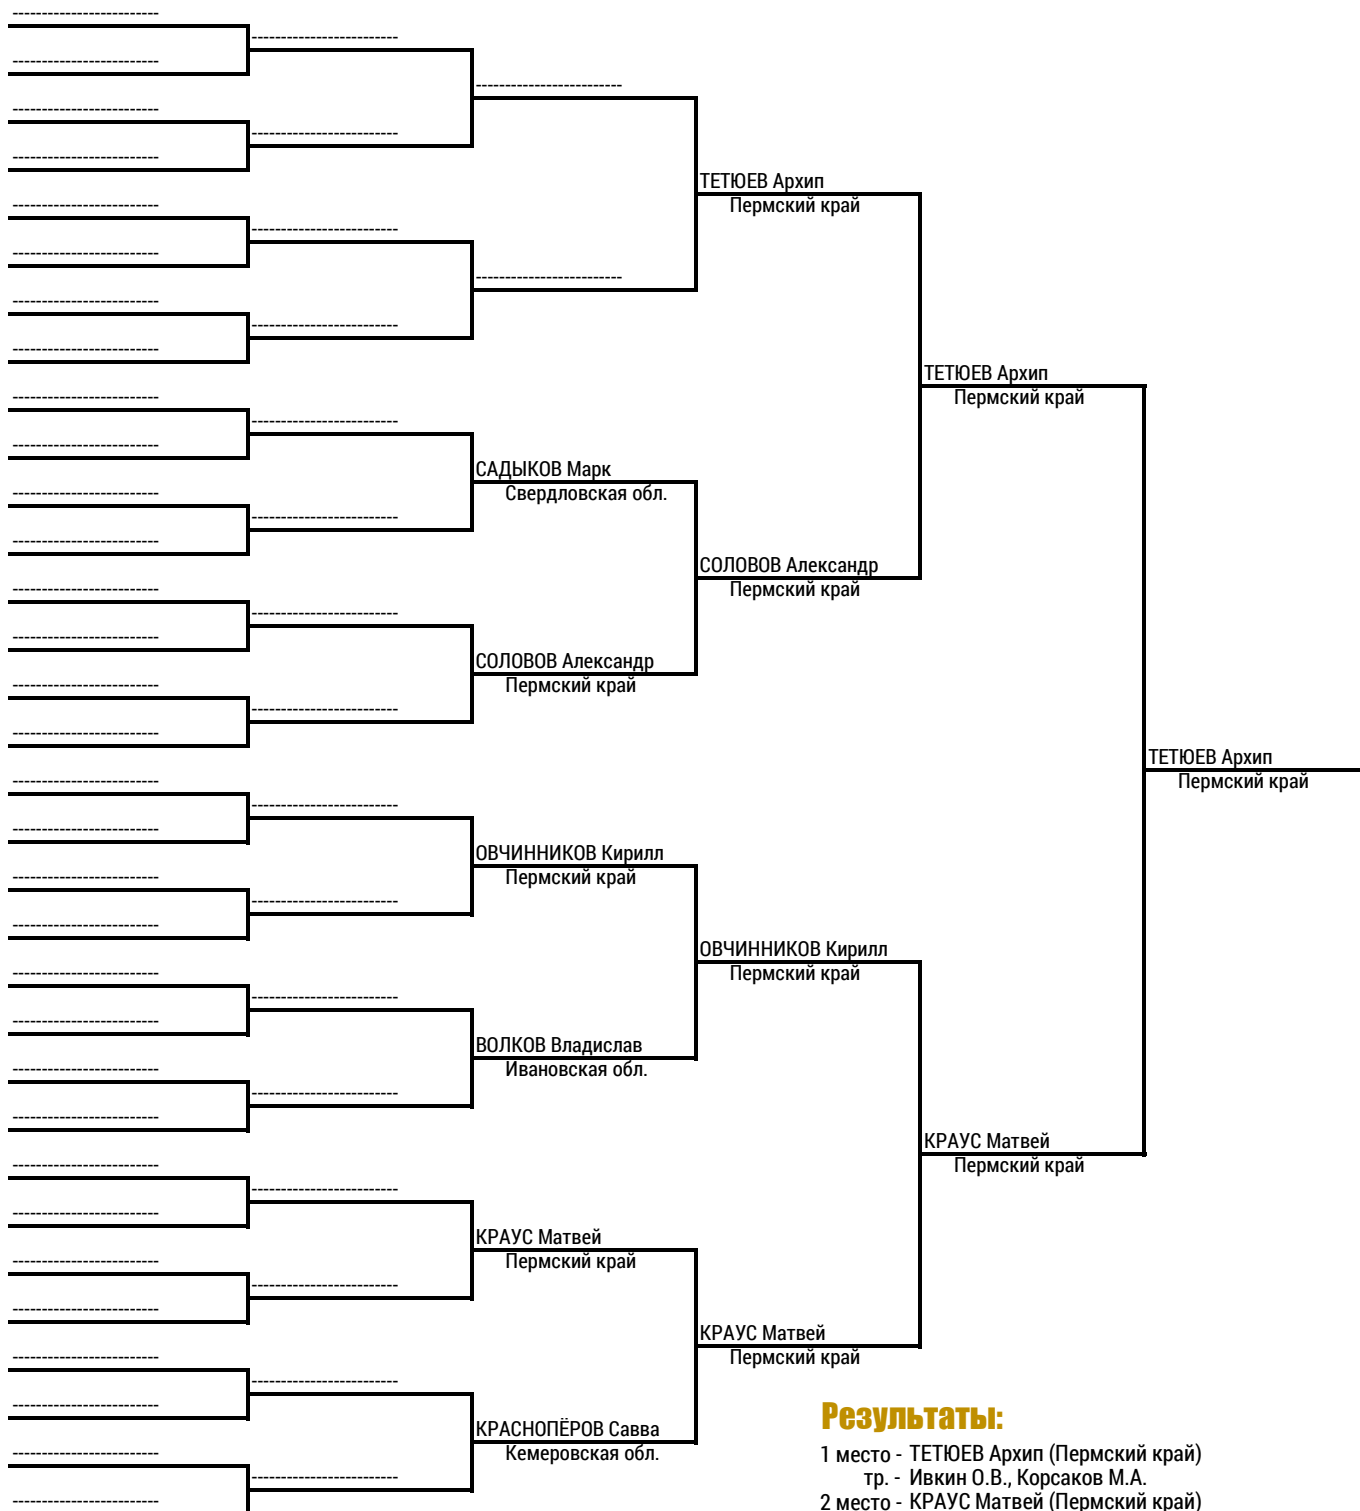 ТЕТЮЕВ Архип
Пермский край
ТЕТЮЕВ Архип
Пермский край
САДЫКОВ Марк
Свердловская обл.
СОЛОВОВ Александр
Пермский край
СОЛОВОВ Александр
Пермский край
ТЕТЮЕВ Архип
Пермский край
ОВЧИННИКОВ Кирилл
Пермский край
ОВЧИННИКОВ Кирилл
Пермский край
ВОЛКОВ Владислав
Ивановская обл.
КРАУС Матвей
Пермский край
КРАУС Матвей
Пермский край
КРАУС Матвей
Пермский край
КРАСНОПЁРОВ Савва
Кемеровская обл.
Результаты:
1 место - ТЕТЮЕВ Архип (Пермский край)
тр. - Ивкин О.В., Корсаков М.А.
2 место - КРАУС Матвей (Пермский край)